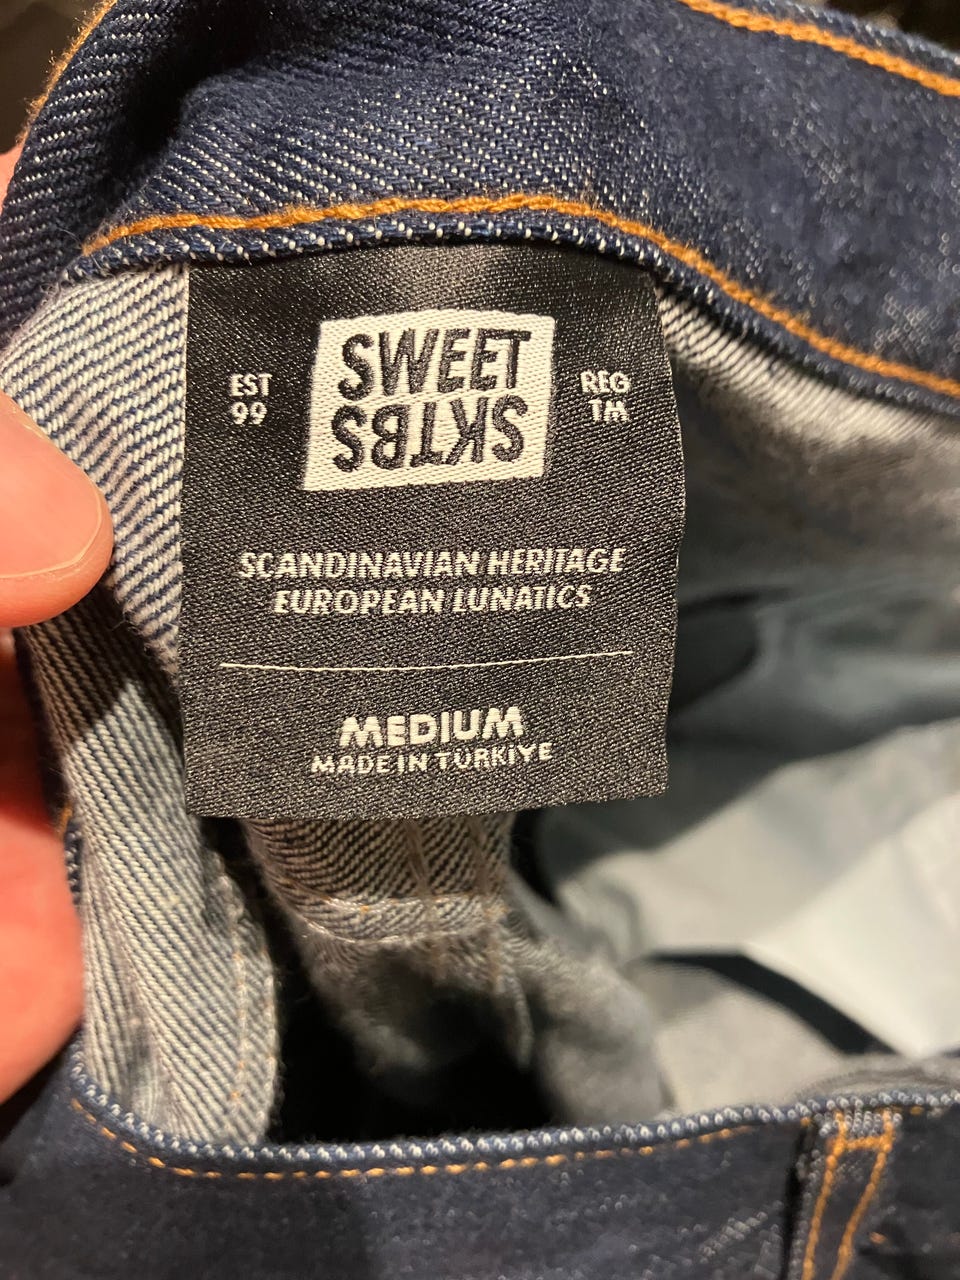 EST
99
SWEET
SKTBS
REG
TM
SCANDINAVIAN HERITAGE
EUROPEAN LUNATICS
MEDIUM
MADE IN TÜRKIYE